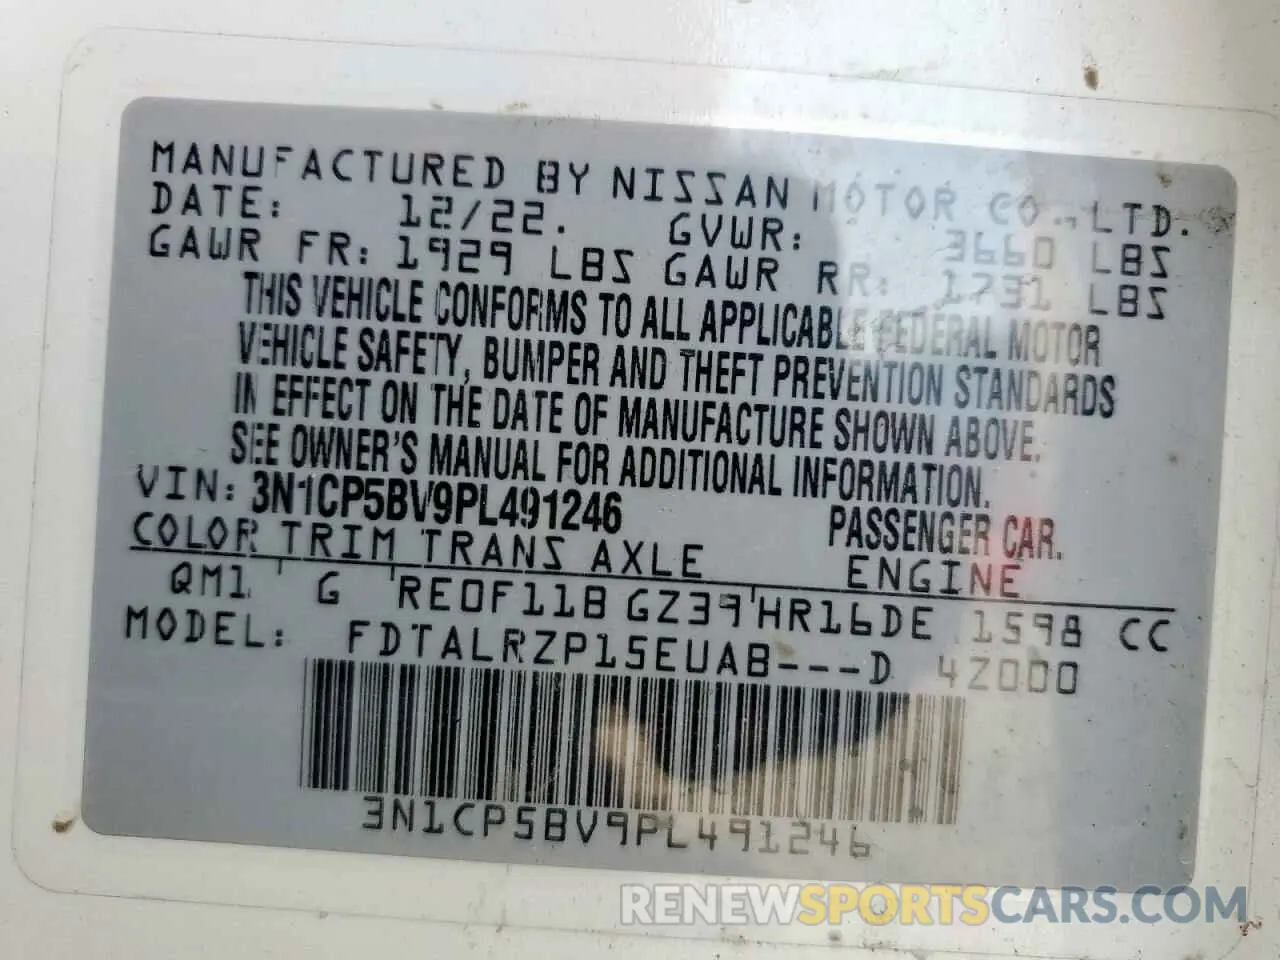 MANUFACTURED BY NISSAN MOTOR CO., LTD.
DATE: 12/22. GVWR: 3660 LBS
GAWR FR: 1929 LBS GAWR RR: 1731 LBS
THIS VEHICLE CONFORMS TO ALL APPLICABLE FEDERAL MOTOR
VEHICLE SAFETY, BUMPER AND THEFT PREVENTION STANDARDS
IN EFFECT ON THE DATE OF MANUFACTURE SHOWN ABOVE.
SEE OWNER'S MANUAL FOR ADDITIONAL INFORMATION.
VIN: 3N1CP5BV9PL491246 PASSENGER CAR.
COLOR TRIM TRANS AXLE ENGINE
QM1 G RE0F11B GZ39 HR16DE 1598 CC
MODEL: FDTALRZP15EUAB---D 4Z000
3N1CP5BV9PL491246
RENEWSPORTSCARS.COM